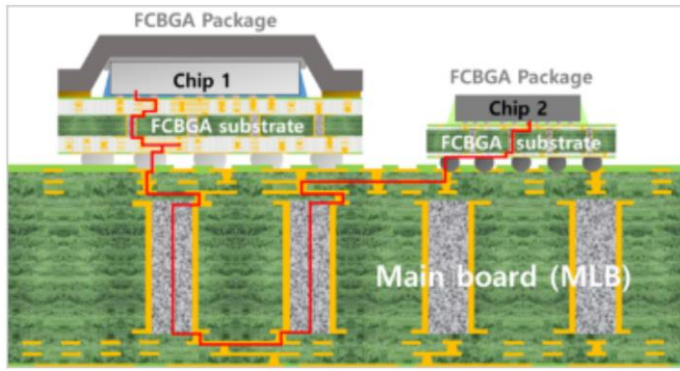 FCBGA Package
Chip 1
FCBGA substrate
FCBGA Package
Chip 2
FCBGA substrate
Main board (MLB)